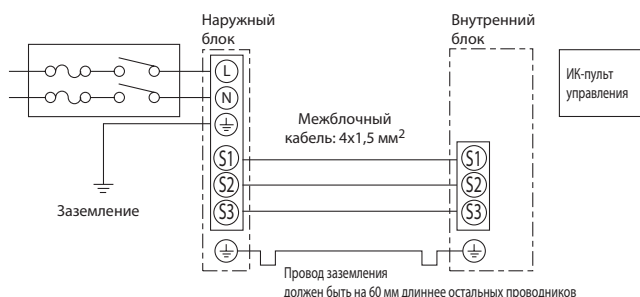 Наружный
блок
Внутренний
блок
L
N
ИК-пульт
управления
Межблочный
кабель: 4х1,5 мм²
S1
S2
S3
S1
S2
S3
Заземление
Провод заземления
должен быть на 60 мм длиннее остальных проводников